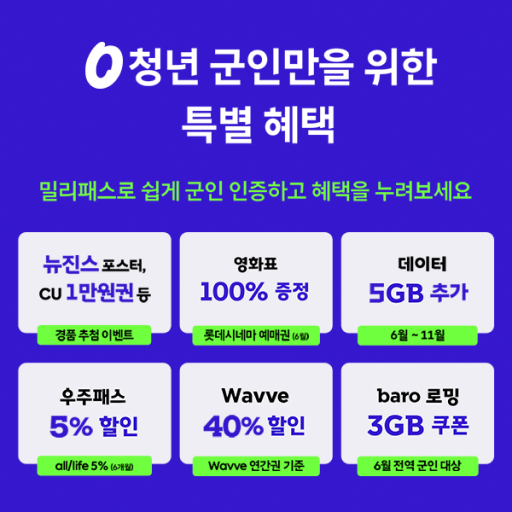 0 청년 군인만을 위한
특별 혜택
밀리패스로 쉽게 군인 인증하고 혜택을 누려보세요
뉴진스 포스터,
CU 1만원권 등
경품 추첨 이벤트
영화표
100% 증정
롯데시네마 예매권 (6월)
데이터
5GB 추가
6월 ~ 11월
우주패스
5% 할인
all/life 5% (6개월)
Wavve
40% 할인
Wavve 연간권 기준
baro 로밍
3GB 쿠폰
6월 전역 군인 대상